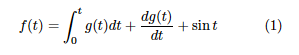 f(t) = ∫₀ᵗ g(t)dt + dg(t)/dt + sin t (1)